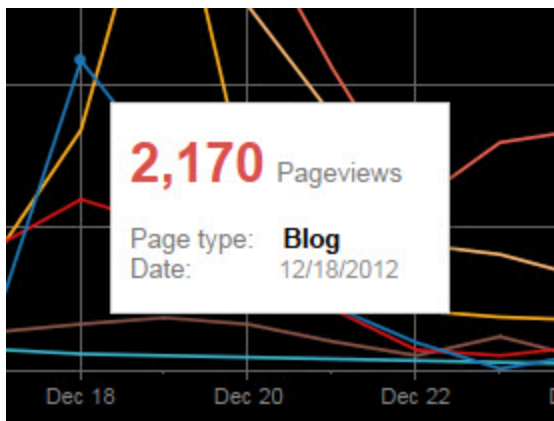 2,170 Pageviews
Page type: Blog
Date: 12/18/2012
Dec 18 Dec 20 Dec 22